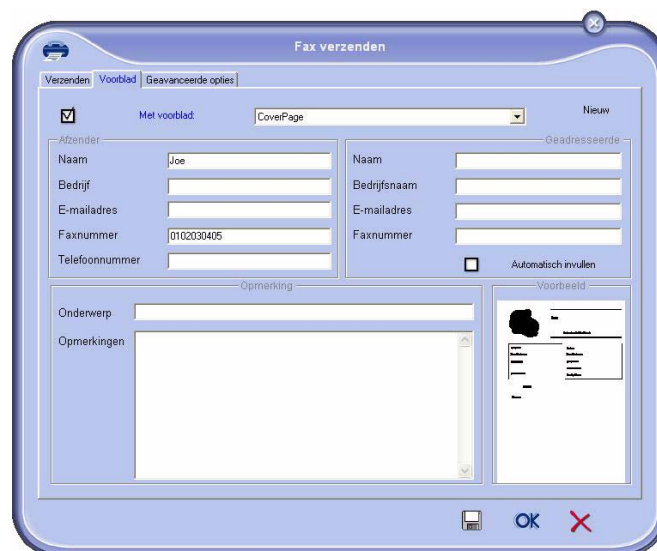 Fax verzenden
Verzenden Voorblad Geavanceerde opties
Met voorblad: CoverPage Nieuw
Afzender
Naam Joe
Bedrijf
E-mailadres
Faxnummer 0102030405
Telefoonnummer
Geadresseerde
Naam
Bedrijfsnaam
E-mailadres
Faxnummer
Automatisch invullen
Opmerking
Onderwerp
Opmerkingen
Voorbeeld
OK